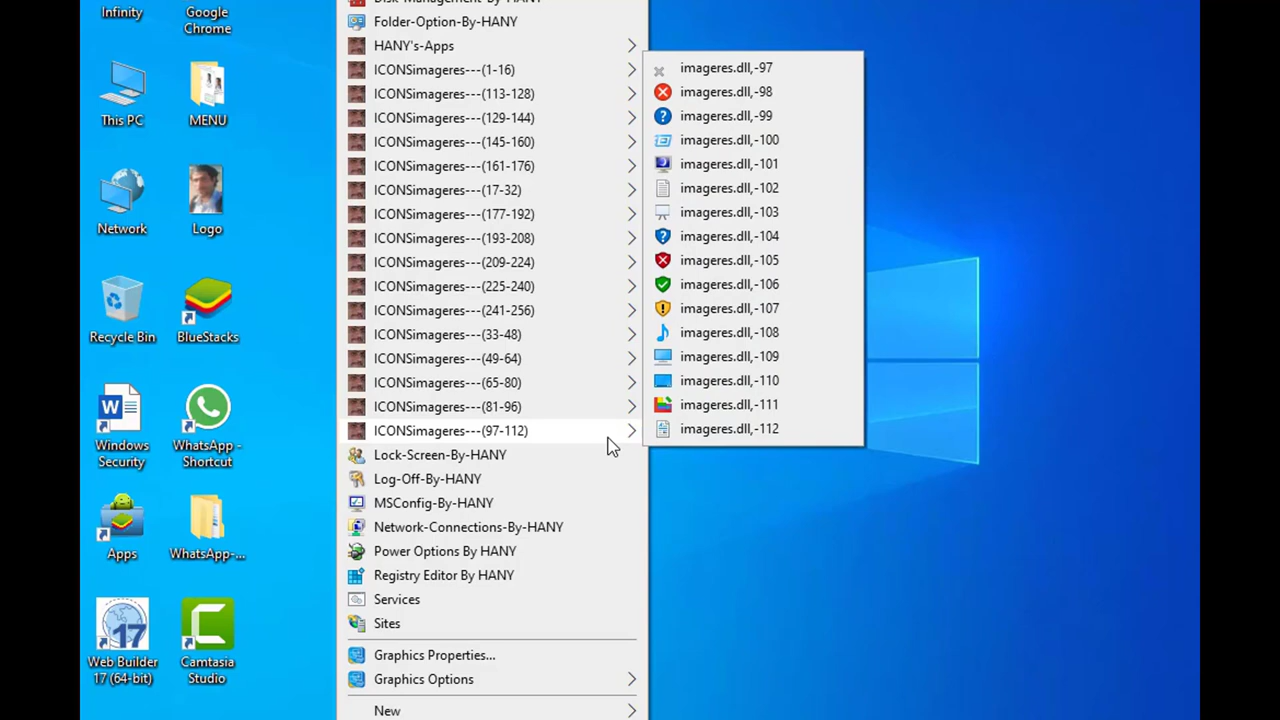 Infinity
Google
Chrome
This PC
MENU
Network
Logo
Recycle Bin
BlueStacks
Windows
Security
WhatsApp -
Shortcut
Apps
WhatsApp-...
17
Web Builder
17 (64-bit)
Camtasia
Studio
Disk-Management-By-HANY
Folder-Option-By-HANY
HANY's-Apps
ICONSimageres---(1-16)
ICONSimageres---(113-128)
ICONSimageres---(129-144)
ICONSimageres---(145-160)
ICONSimageres---(161-176)
ICONSimageres---(17-32)
ICONSimageres---(177-192)
ICONSimageres---(193-208)
ICONSimageres---(209-224)
ICONSimageres---(225-240)
ICONSimageres---(241-256)
ICONSimageres---(33-48)
ICONSimageres---(49-64)
ICONSimageres---(65-80)
ICONSimageres---(81-96)
ICONSimageres---(97-112)
Lock-Screen-By-HANY
Log-Off-By-HANY
MSConfig-By-HANY
Network-Connections-By-HANY
Power Options By HANY
Registry Editor By HANY
Services
Sites
Graphics Properties...
Graphics Options
New
imageres.dll,-97
imageres.dll,-98
imageres.dll,-99
imageres.dll,-100
imageres.dll,-101
imageres.dll,-102
imageres.dll,-103
imageres.dll,-104
imageres.dll,-105
imageres.dll,-106
imageres.dll,-107
imageres.dll,-108
imageres.dll,-109
imageres.dll,-110
imageres.dll,-111
imageres.dll,-112